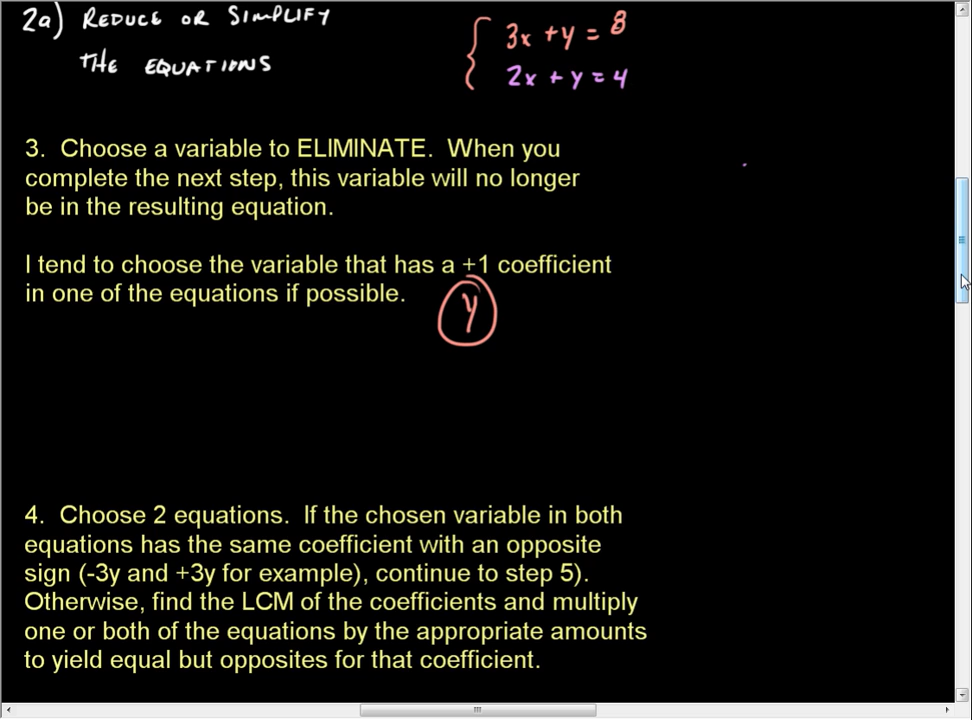 2a) REDUCE OR SIMPLIFY
THE EQUATIONS
3x + y = 8
2x + y = 4
3. Choose a variable to ELIMINATE. When you
complete the next step, this variable will no longer
be in the resulting equation.
I tend to choose the variable that has a +1 coefficient
in one of the equations if possible.
y
4. Choose 2 equations. If the chosen variable in both
equations has the same coefficient with an opposite
sign (-3y and +3y for example), continue to step 5).
Otherwise, find the LCM of the coefficients and multiply
one or both of the equations by the appropriate amounts
to yield equal but opposites for that coefficient.